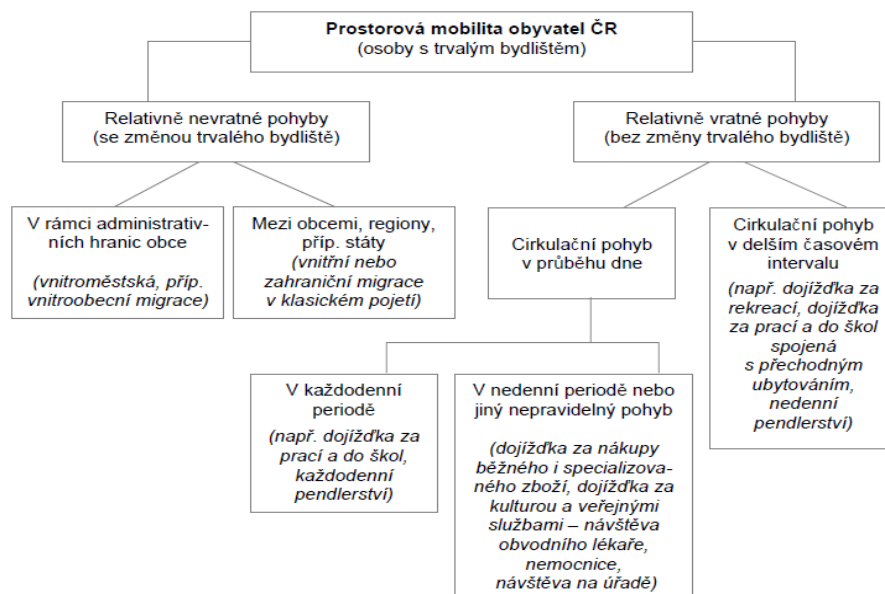 Prostorová mobilita obyvatel ČR
(osoby s trvalým bydlištěm)
Relativně nevratné pohyby
(se změnou trvalého bydliště)
Relativně vratné pohyby
(bez změny trvalého bydliště)
V rámci administrativ-
ních hranic obce
(vnitroměstská, příp.
vnitroobecní migrace)
Mezi obcemi, regiony,
příp. státy
(vnitřní nebo
zahraniční migrace
v klasickém pojetí)
Cirkulační pohyb
v průběhu dne
Cirkulační pohyb
v delším časovém
intervalu
(např. dojížďka za
rekreací, dojížďka
za prací a do škol
spojená
s přechodným
ubytováním,
nedenní
pendlerství)
V každodenní
periodě
(např. dojížďka za
prací a do škol,
každodenní
pendlerství)
V nedenní periodě nebo
jiný nepravidelný pohyb
(dojížďka za nákupy
běžného i specializova-
ného zboží, dojížďka za
kulturou a veřejnými
službami – návštěva
obvodního lékaře,
nemocnice,
návštěva na úřadě)